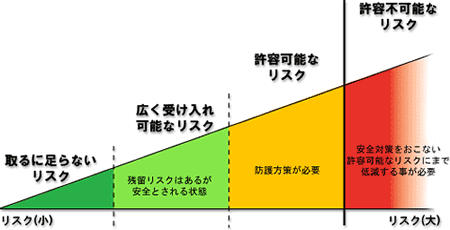 許容不可能な
リスク
許容可能な
リスク
広く受け入れ
可能なリスク
取るに足らない
リスク
残留リスクはあるが
安全とされる状態
防護方策が必要
安全対策をおこない
許容可能なリスクにまで
低減する事が必要
リスク(小)
リスク(大)